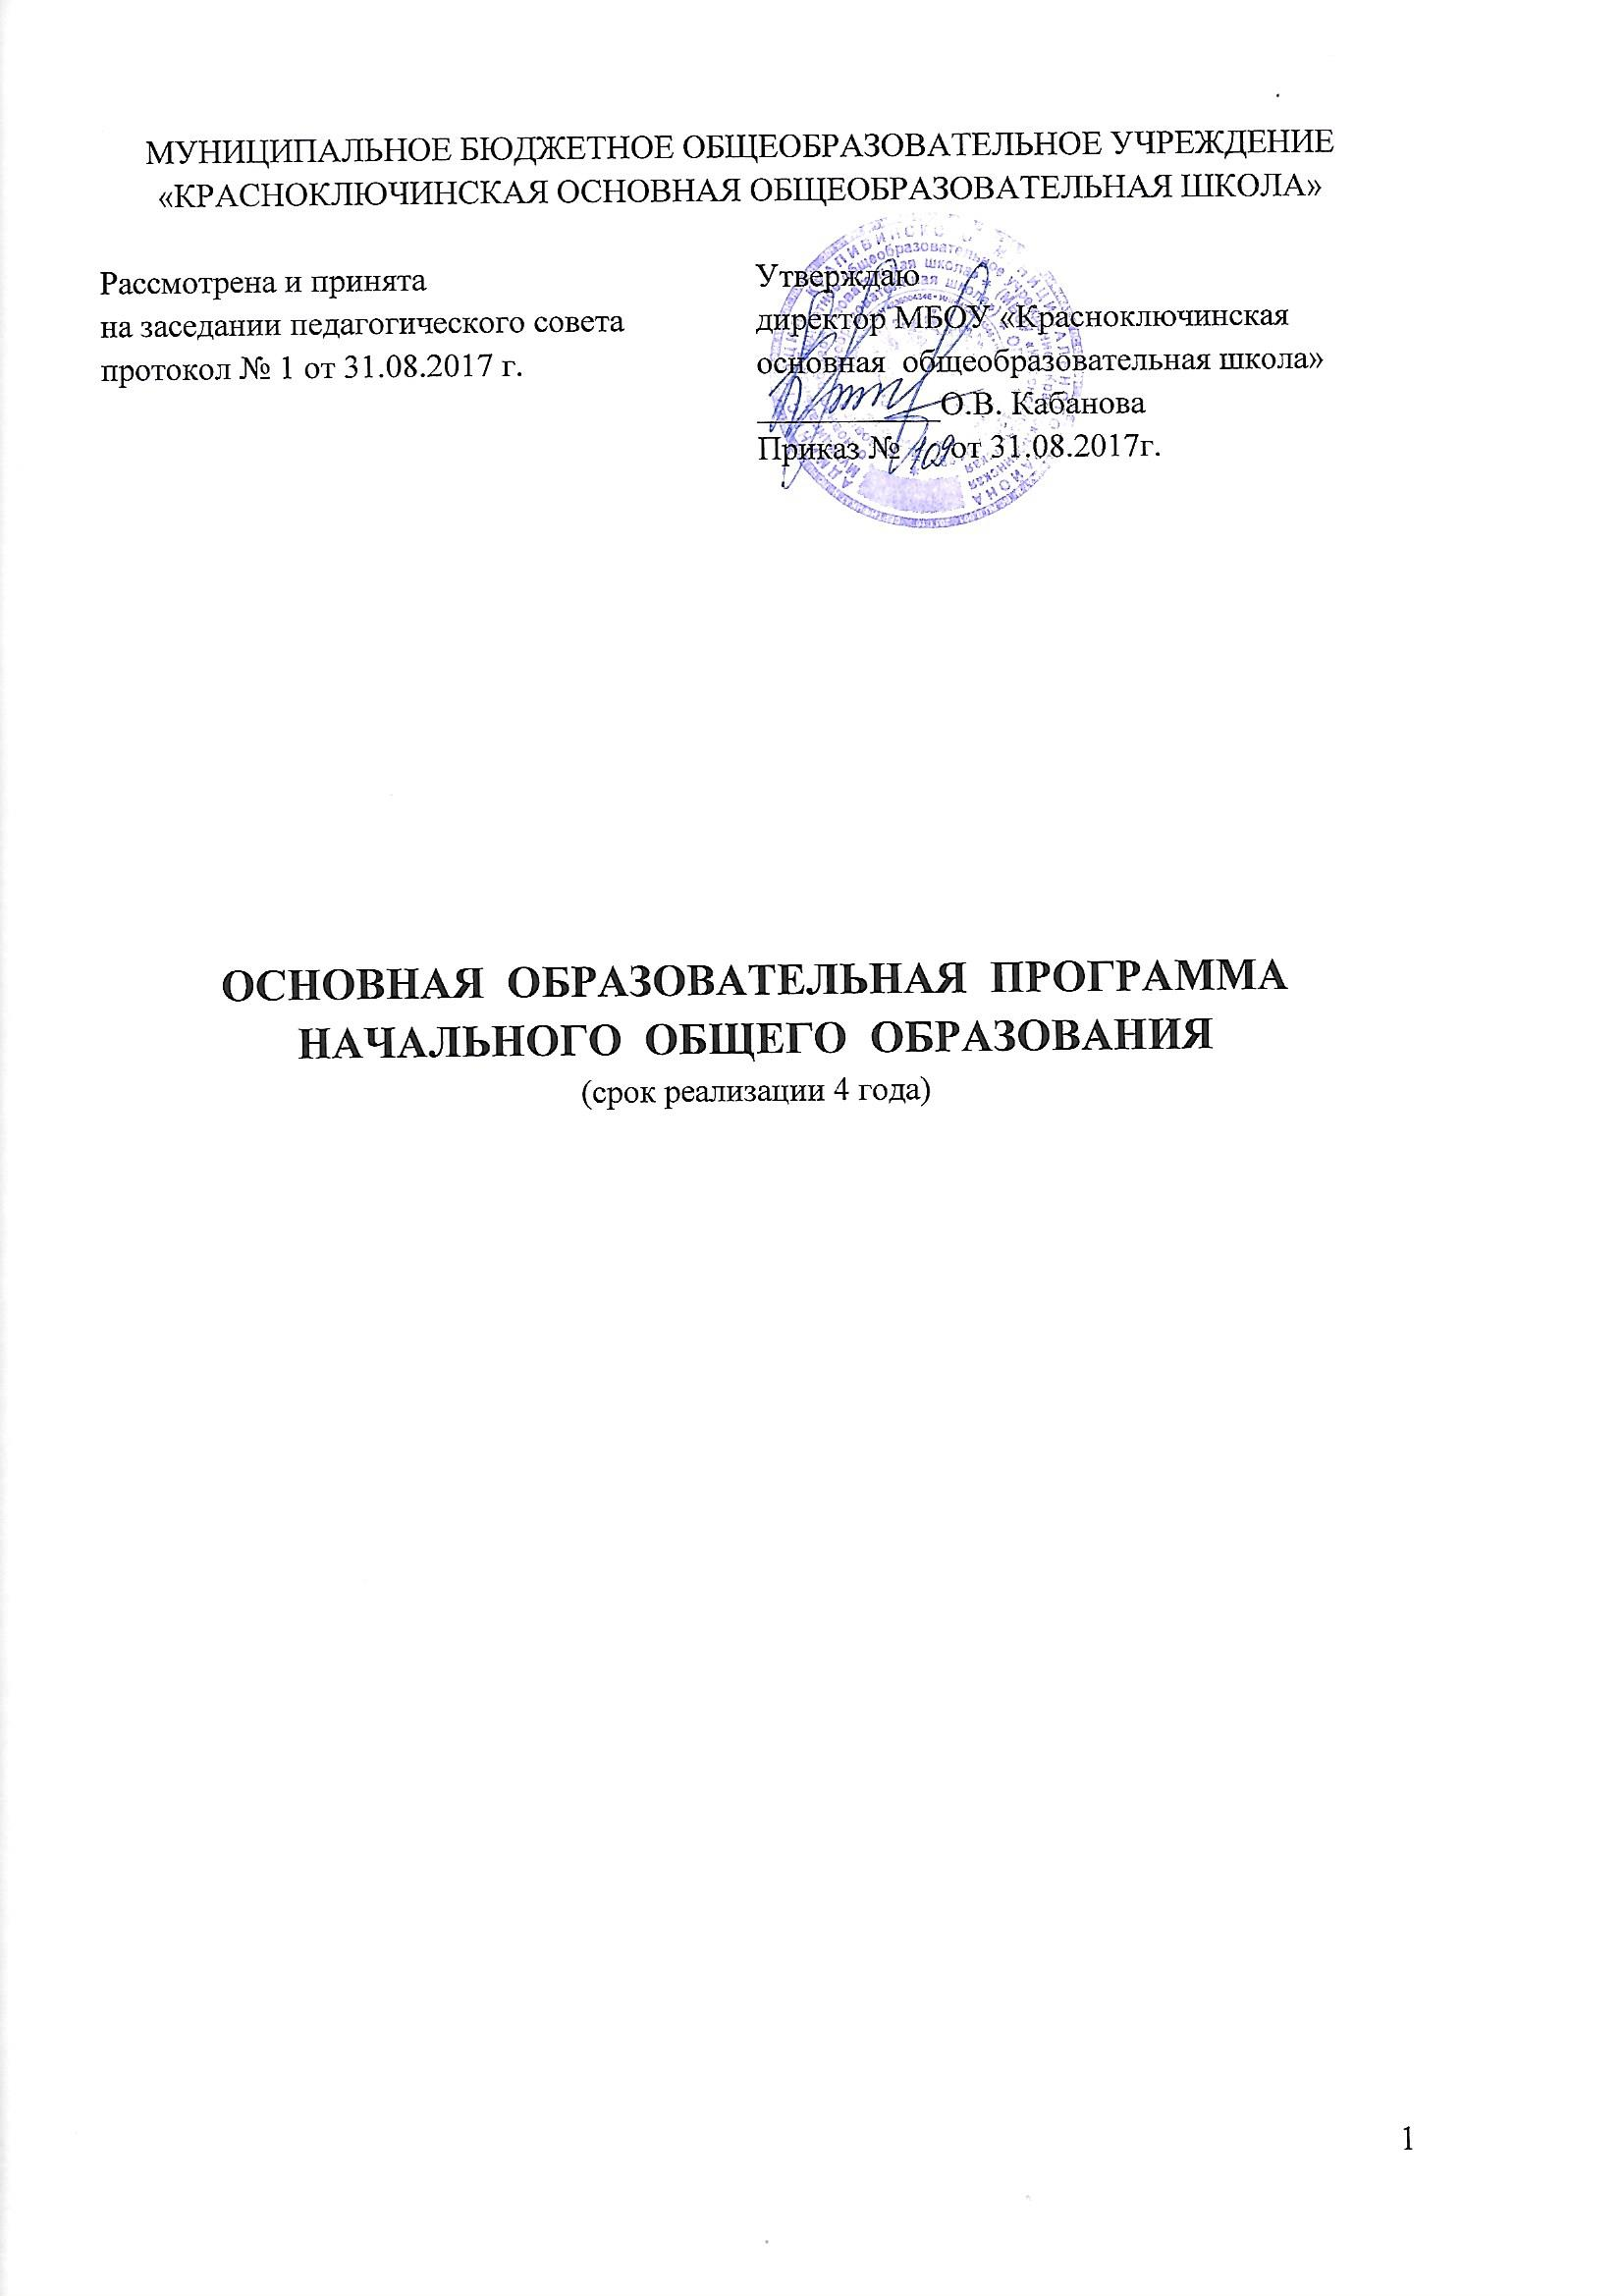 МУНИЦИПАЛЬНОЕ БЮДЖЕТНОЕ ОБЩЕОБРАЗОВАТЕЛЬНОЕ УЧРЕЖДЕНИЕ
«КРАСНОКЛЮЧИНСКАЯ ОСНОВНАЯ ОБЩЕОБРАЗОВАТЕЛЬНАЯ ШКОЛА»
Рассмотрена и принята
на заседании педагогического совета
протокол № 1 от 31.08.2017 г.
Утверждаю
директор МБОУ «Красноключинская
основная общеобразовательная школа»
О.В. Кабанова
Приказ № 109 от 31.08.2017г.
ОСНОВНАЯ ОБРАЗОВАТЕЛЬНАЯ ПРОГРАММА
НАЧАЛЬНОГО ОБЩЕГО ОБРАЗОВАНИЯ
(срок реализации 4 года)
1